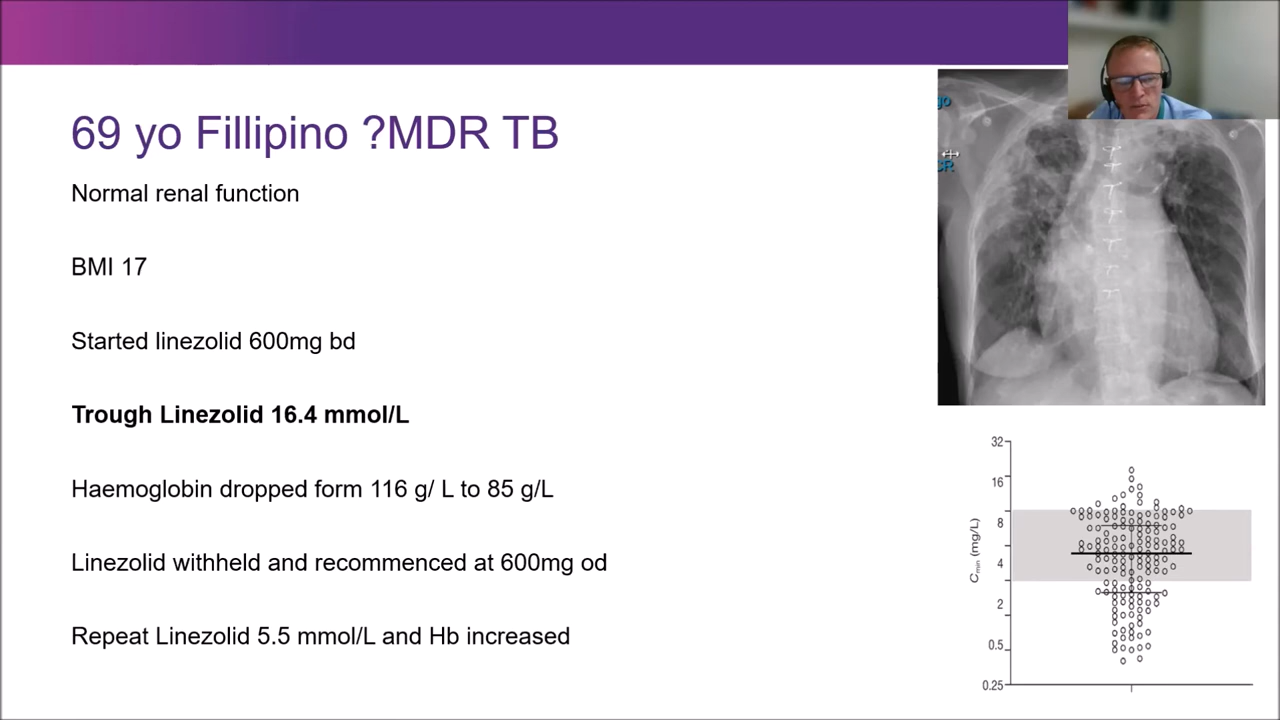 69 yo Fillipino ?MDR TB
Normal renal function
BMI 17
Started linezolid 600mg bd
Trough Linezolid 16.4 mmol/L
Haemoglobin dropped form 116 g/ L to 85 g/L
Linezolid withheld and recommenced at 600mg od
Repeat Linezolid 5.5 mmol/L and Hb increased
go
CR
32
16
8
4
2
0.5
0.25
Cmin (mg/L)